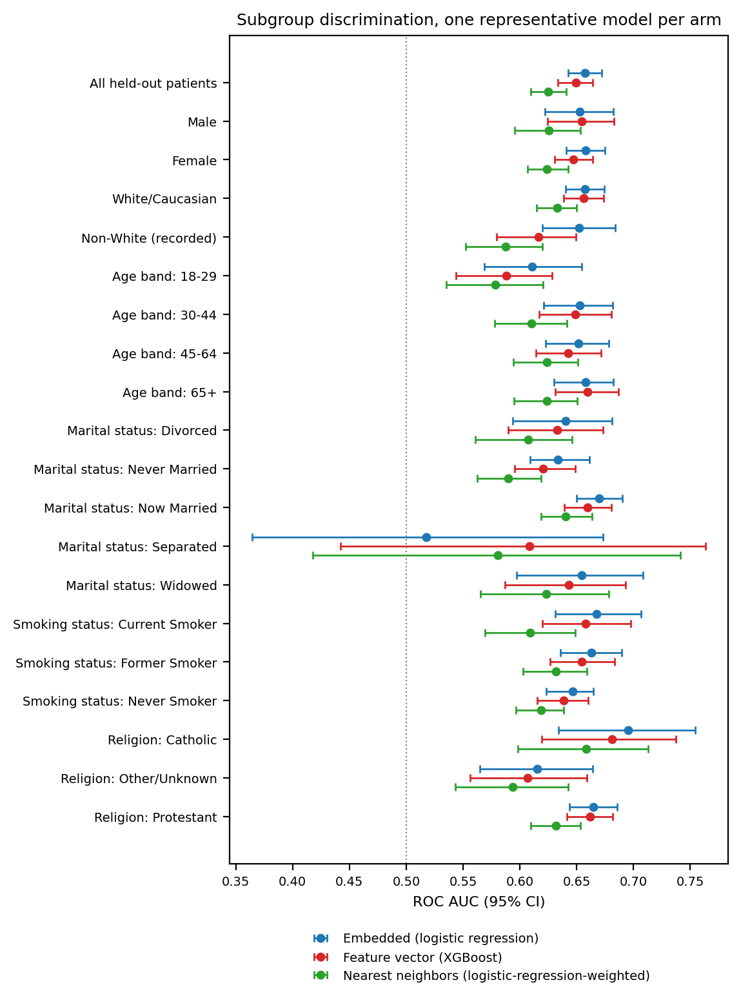 Subgroup discrimination, one representative model per arm
All held-out patients
Male
Female
White/Caucasian
Non-White (recorded)
Age band: 18-29
Age band: 30-44
Age band: 45-64
Age band: 65+
Marital status: Divorced
Marital status: Never Married
Marital status: Now Married
Marital status: Separated
Marital status: Widowed
Smoking status: Current Smoker
Smoking status: Former Smoker
Smoking status: Never Smoker
Religion: Catholic
Religion: Other/Unknown
Religion: Protestant
0.35 0.40 0.45 0.50 0.55 0.60 0.65 0.70 0.75
ROC AUC (95% CI)
Embedded (logistic regression)
Feature vector (XGBoost)
Nearest neighbors (logistic-regression-weighted)